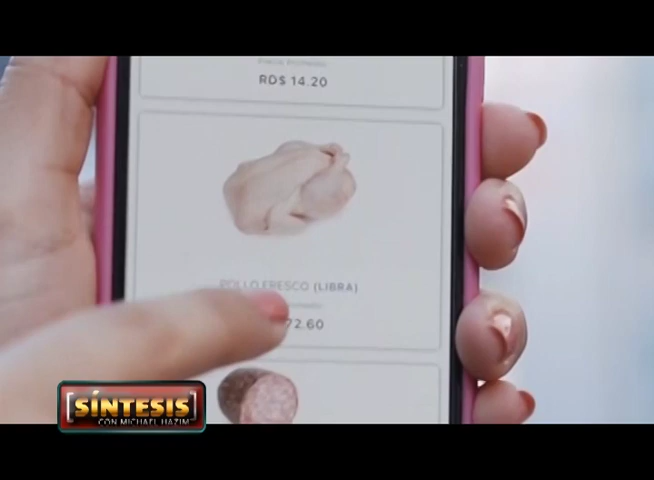 RD$ 14.20
POLLO FRESCO (LIBRA)
72.60
SÍNTESIS
CON MICHAEL HAZIM